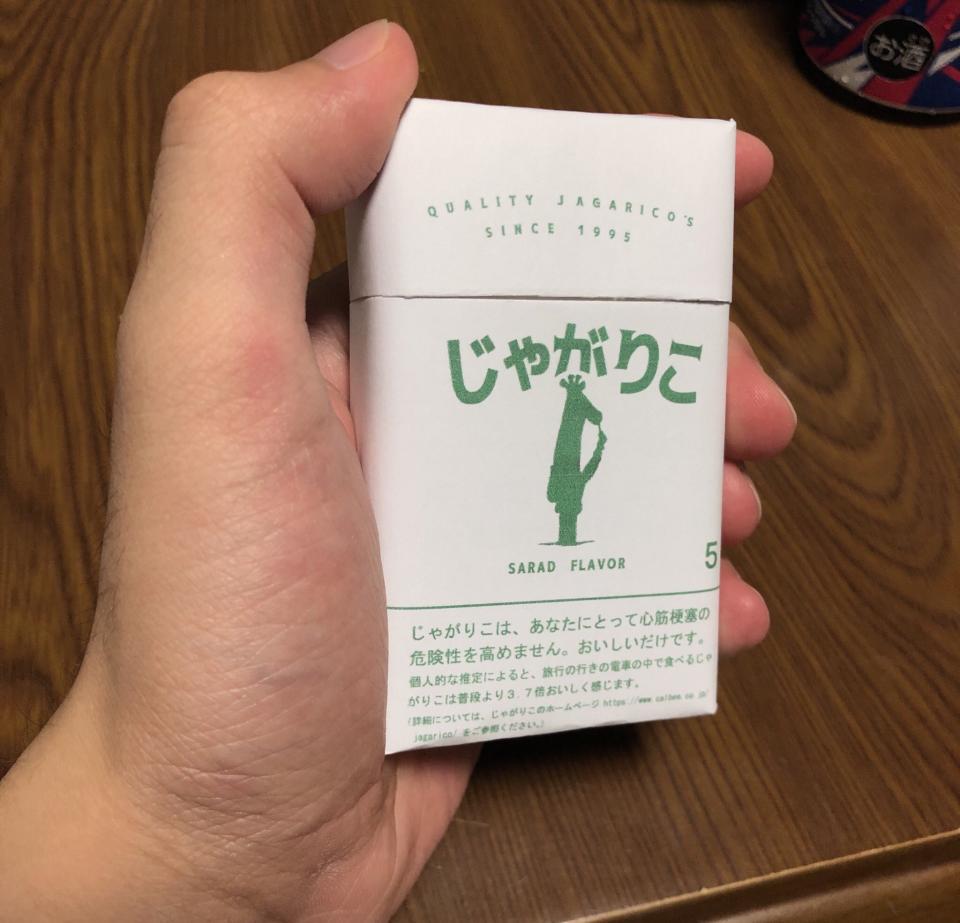 お酒
QUALITY JAGARICO'S
SINCE 1995
じゃがりこ
SARAD FLAVOR
5
じゃがりこは、あなたにとって心筋梗塞の
危険性を高めません。おいしいだけです。
個人的な推定によると、旅行の行きの電車の中で食べるじゃ
がりこは普段より3.7倍おいしく感じます。
(詳細については、じゃがりこのホームページ https://www.calbee.co.jp/
jagarico/ をご参照ください。)